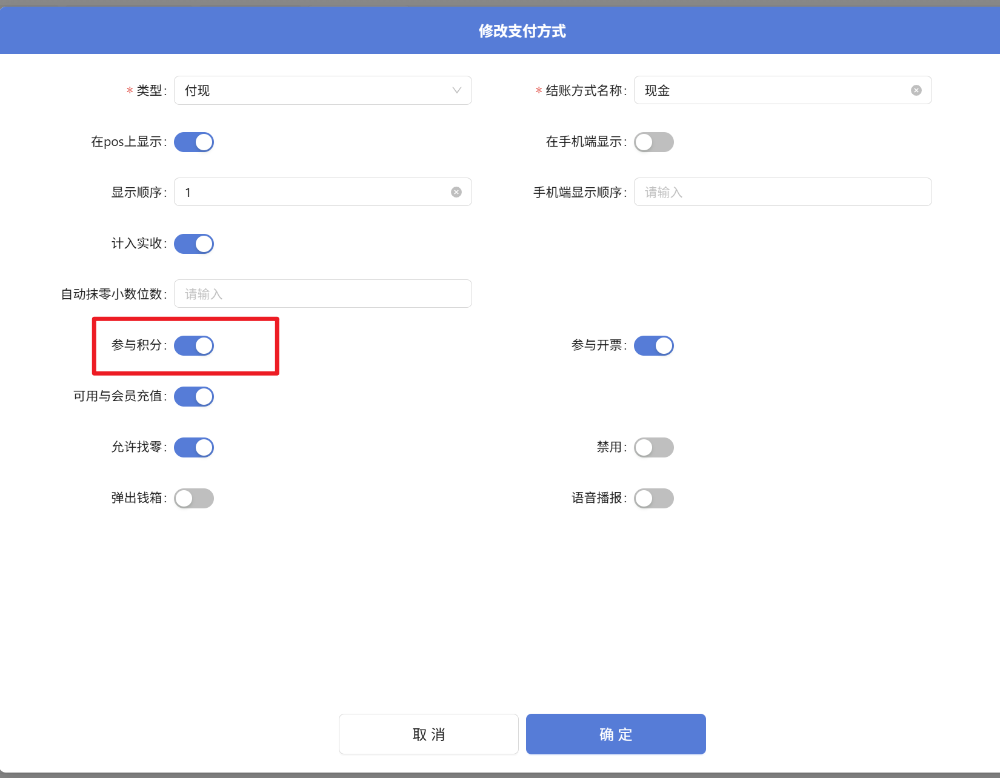 修改支付方式
* 类型: 付现
* 结账方式名称: 现金
在pos上显示:
在手机端显示:
显示顺序: 1
手机端显示顺序: 请输入
计入实收:
自动抹零小数位数: 请输入
参与积分:
参与开票:
可用与会员充值:
允许找零:
禁用:
弹出钱箱:
语音播报:
取 消
确 定